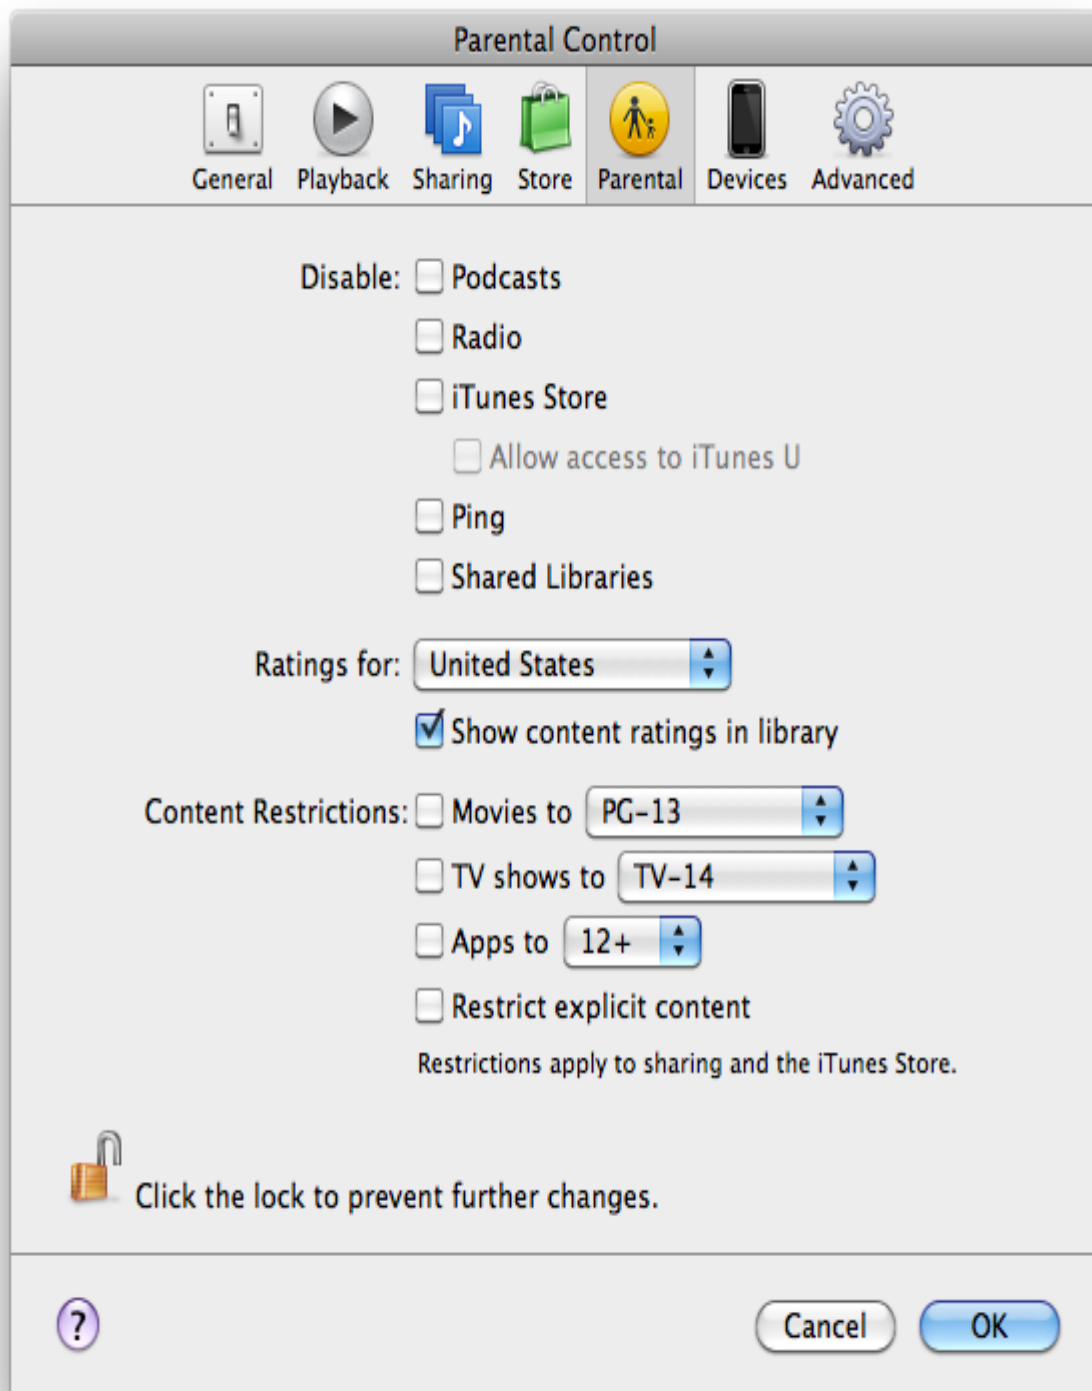 Parental Control
General Playback Sharing Store Parental Devices Advanced
Disable: Podcasts
Radio
iTunes Store
Allow access to iTunes U
Ping
Shared Libraries
Ratings for: United States
Show content ratings in library
Content Restrictions: Movies to PG-13
TV shows to TV-14
Apps to 12+
Restrict explicit content
Restrictions apply to sharing and the iTunes Store.
Click the lock to prevent further changes.
? Cancel OK